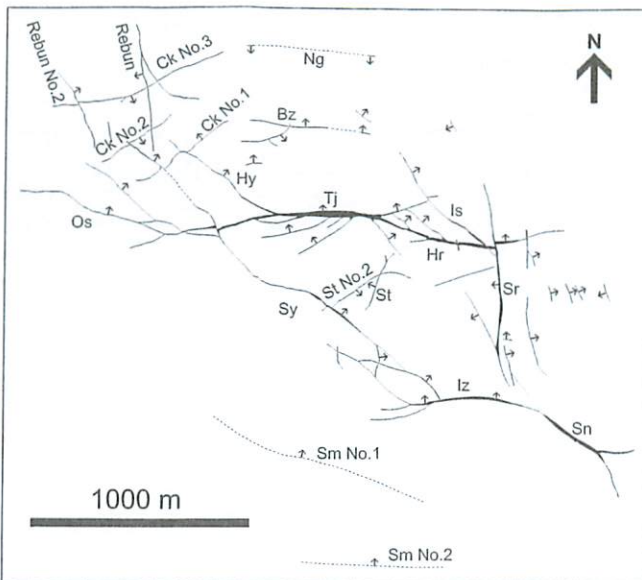 Rebun No.2
Rebun
Ck No.3
Ng
N
Ck No.2
Ck No.1
Bz
Hy
Tj
Is
Os
Hr
St No.2
St
Sr
Sy
Iz
Sn
Sm No.1
1000 m
Sm No.2